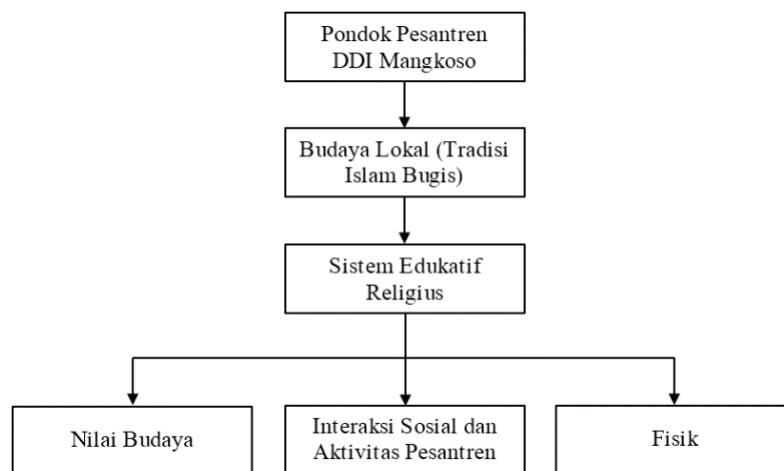 Pondok Pesantren
DDI Mangkoso
Budaya Lokal (Tradisi
Islam Bugis)
Sistem Edukatif
Religius
Nilai Budaya
Interaksi Sosial dan
Aktivitas Pesantren
Fisik